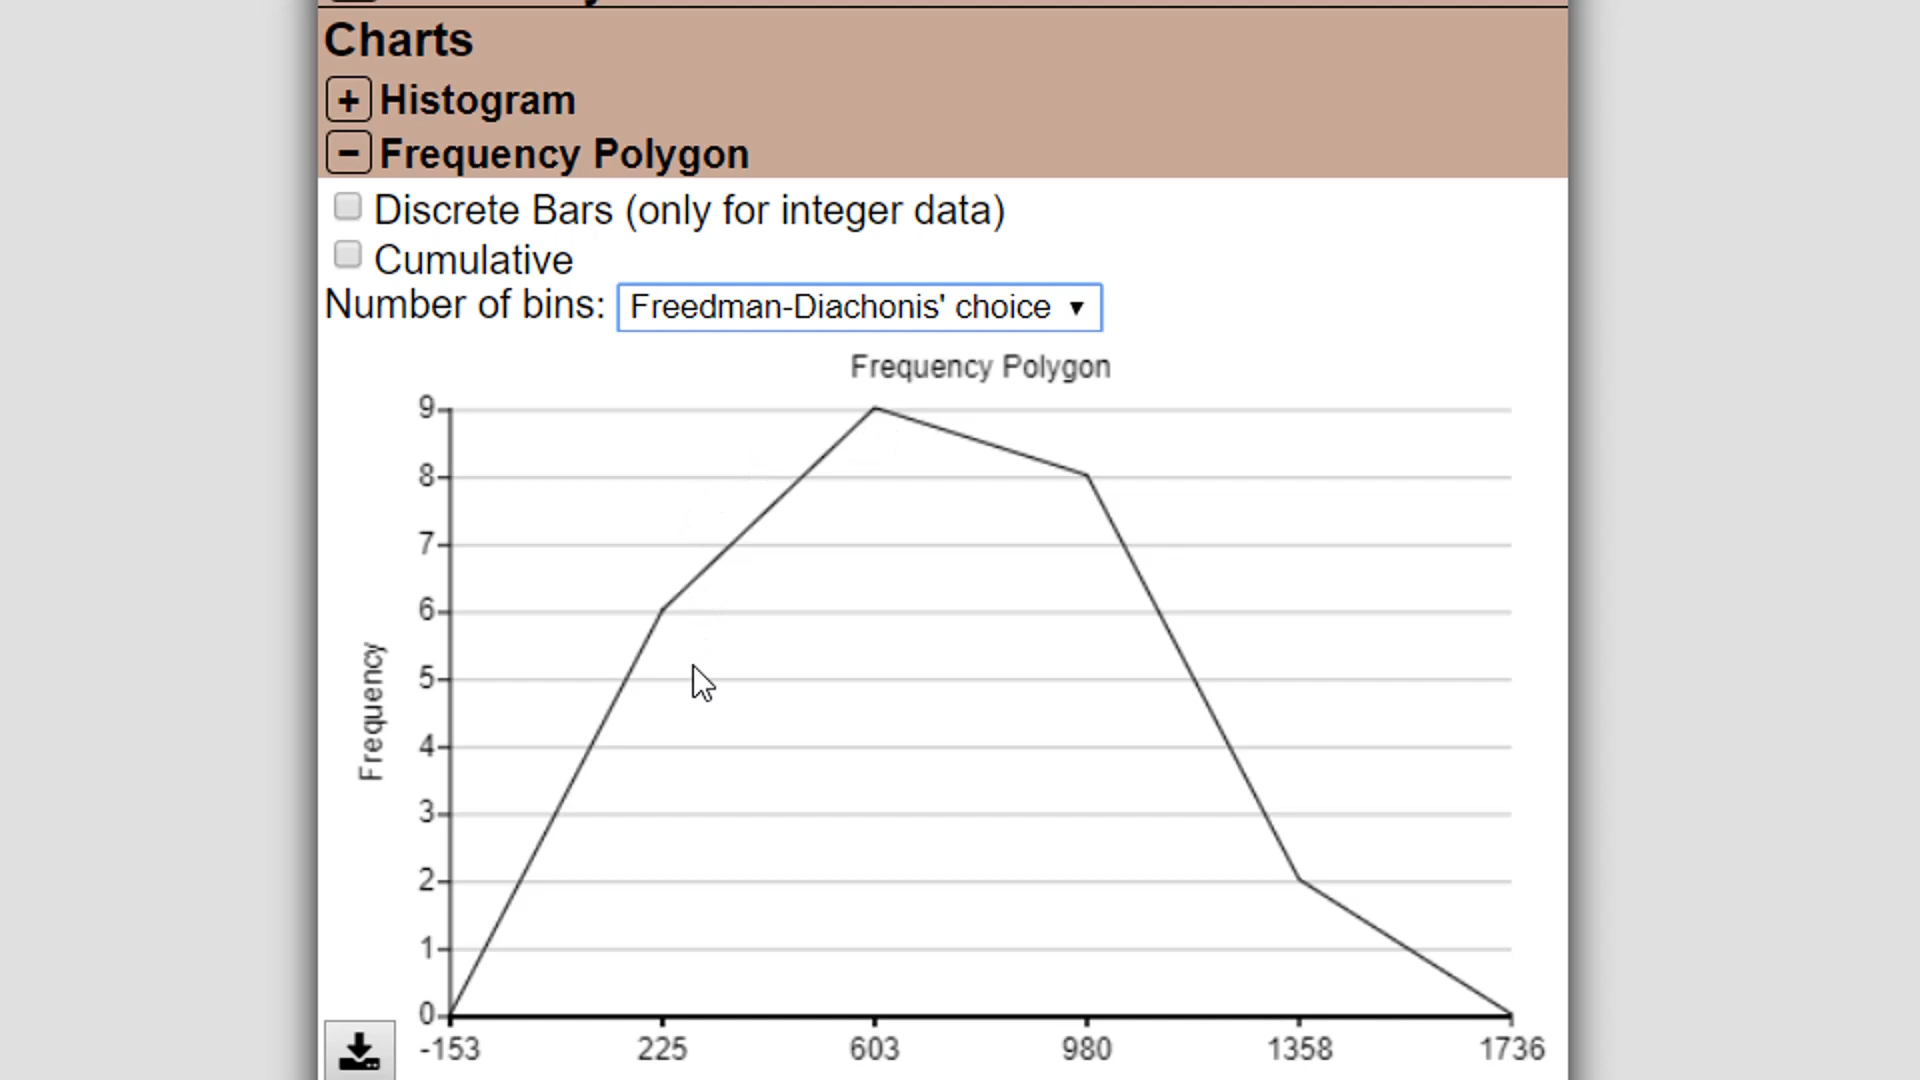 Charts
+ Histogram
− Frequency Polygon
Discrete Bars (only for integer data)
Cumulative
Number of bins: Freedman-Diachonis' choice ▼
Frequency Polygon
9
8
7
6
5
4
3
2
1
0
Frequency
-153 225 603 980 1358 1736